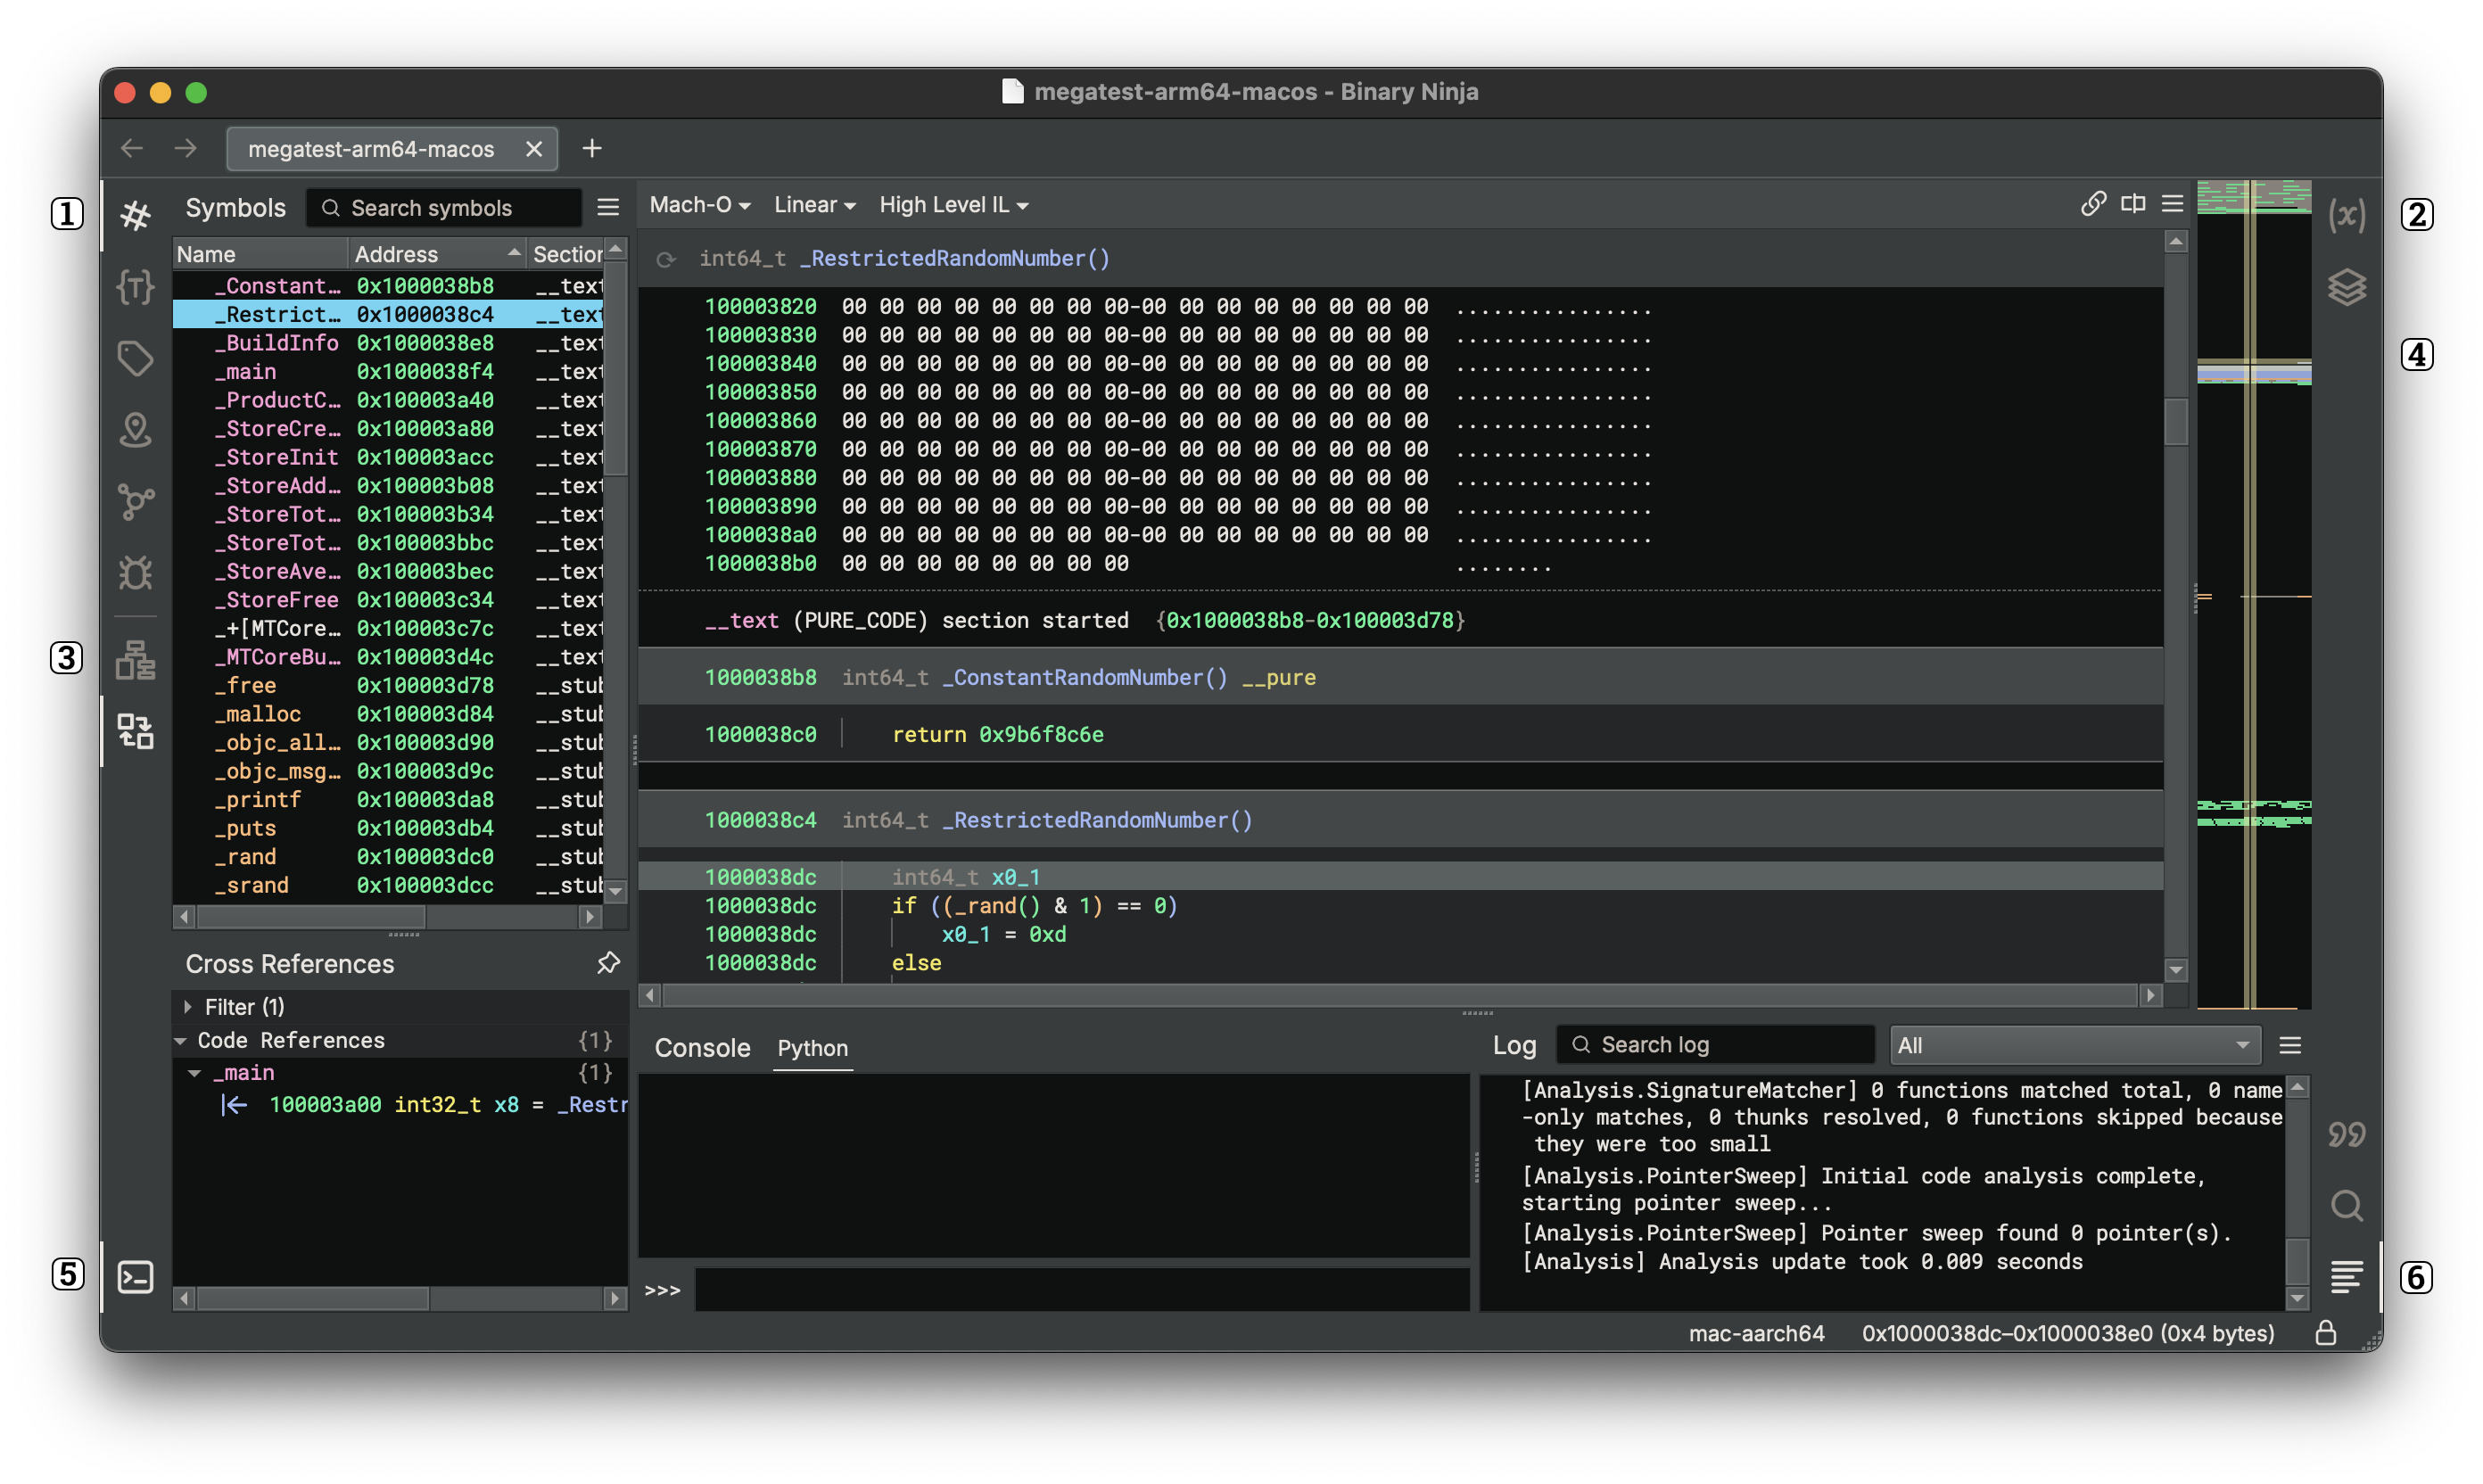 megatest-arm64-macos - Binary Ninja
megatest-arm64-macos
1
Symbols
Search symbols
Name Address Section
_Constant… 0x1000038b8 __text
_Restrict… 0x1000038c4 __text
_BuildInfo 0x1000038e8 __text
_main 0x1000038f4 __text
_ProductC… 0x100003a40 __text
_StoreCre… 0x100003a80 __text
_StoreInit 0x100003acc __text
_StoreAdd… 0x100003b08 __text
_StoreTot… 0x100003b34 __text
_StoreTot… 0x100003bbc __text
_StoreAve… 0x100003bec __text
_StoreFree 0x100003c34 __text
_+[MTCore… 0x100003c7c __text
_MTCoreBu… 0x100003d4c __text
_free 0x100003d78 __stub
_malloc 0x100003d84 __stub
_objc_all… 0x100003d90 __stub
_objc_msg… 0x100003d9c __stub
_printf 0x100003da8 __stub
_puts 0x100003db4 __stub
_rand 0x100003dc0 __stub
_srand 0x100003dcc __stub
3
Cross References
Filter (1)
Code References {1}
_main {1}
100003a00 int32_t x8 = _Restr
5
Mach-O Linear High Level IL
int64_t _RestrictedRandomNumber()
100003820 00 00 00 00 00 00 00 00-00 00 00 00 00 00 00 00 ................
100003830 00 00 00 00 00 00 00 00-00 00 00 00 00 00 00 00 ................
100003840 00 00 00 00 00 00 00 00-00 00 00 00 00 00 00 00 ................
100003850 00 00 00 00 00 00 00 00-00 00 00 00 00 00 00 00 ................
100003860 00 00 00 00 00 00 00 00-00 00 00 00 00 00 00 00 ................
100003870 00 00 00 00 00 00 00 00-00 00 00 00 00 00 00 00 ................
100003880 00 00 00 00 00 00 00 00-00 00 00 00 00 00 00 00 ................
100003890 00 00 00 00 00 00 00 00-00 00 00 00 00 00 00 00 ................
1000038a0 00 00 00 00 00 00 00 00-00 00 00 00 00 00 00 00 ................
1000038b0 00 00 00 00 00 00 00 00 ........
__text (PURE_CODE) section started {0x1000038b8-0x100003d78}
1000038b8 int64_t _ConstantRandomNumber() __pure
1000038c0 return 0x9b6f8c6e
1000038c4 int64_t _RestrictedRandomNumber()
1000038dc int64_t x0_1
1000038dc if ((_rand() & 1) == 0)
1000038dc x0_1 = 0xd
1000038dc else
Console Python
>>>
Log
Search log
All
[Analysis.SignatureMatcher] 0 functions matched total, 0 name
-only matches, 0 thunks resolved, 0 functions skipped because
they were too small
[Analysis.PointerSweep] Initial code analysis complete,
starting pointer sweep...
[Analysis.PointerSweep] Pointer sweep found 0 pointer(s).
[Analysis] Analysis update took 0.009 seconds
mac-aarch64 0x1000038dc–0x1000038e0 (0x4 bytes)
2
4
6